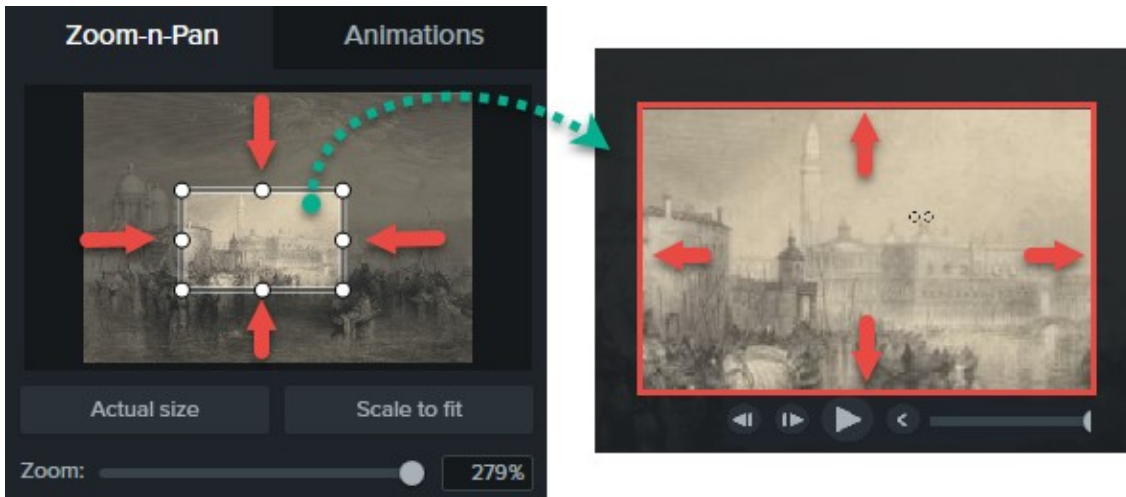 Zoom-n-Pan
Animations
Actual size
Scale to fit
Zoom:
279%